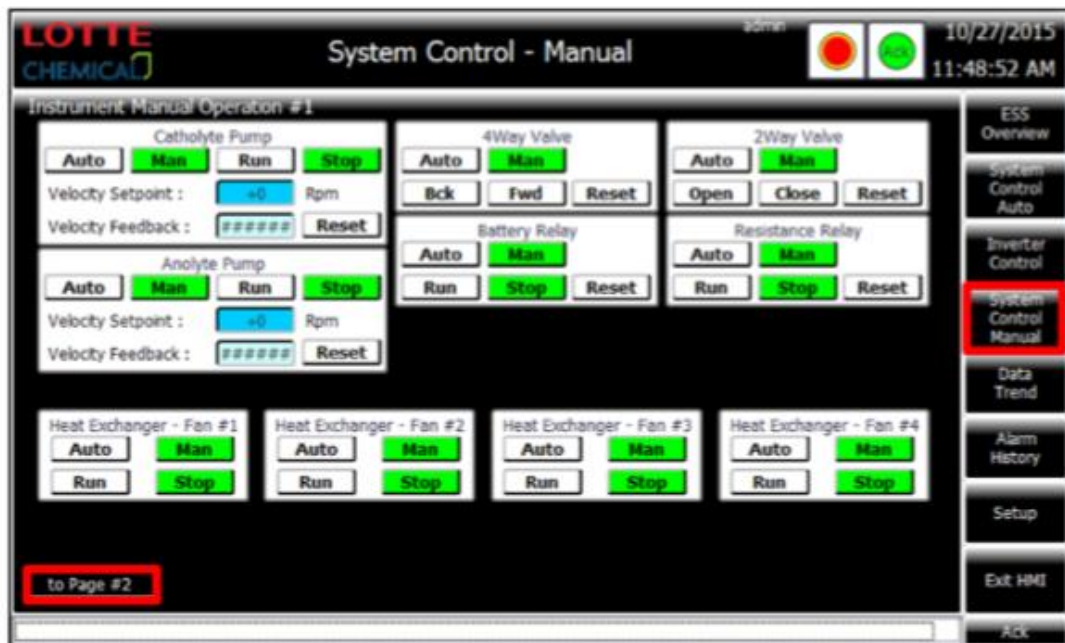 LOTTE
CHEMICAL
System Control - Manual
admin
Ack
10/27/2015
11:48:52 AM
Instrument Manual Operation #1
Catholyte Pump
Auto Man Run Stop
Velocity Setpoint : +0 Rpm
Velocity Feedback : ###### Reset
Anolyte Pump
Auto Man Run Stop
Velocity Setpoint : +0 Rpm
Velocity Feedback : ###### Reset
4Way Valve
Auto Man
Bck Fwd Reset
2Way Valve
Auto Man
Open Close Reset
Battery Relay
Auto Man
Run Stop Reset
Resistance Relay
Auto Man
Run Stop Reset
Heat Exchanger - Fan #1
Auto Man
Run Stop
Heat Exchanger - Fan #2
Auto Man
Run Stop
Heat Exchanger - Fan #3
Auto Man
Run Stop
Heat Exchanger - Fan #4
Auto Man
Run Stop
to Page #2
ESS
Overview
System
Control
Auto
Inverter
Control
System
Control
Manual
Data
Trend
Alarm
History
Setup
Exit HMI
Ack